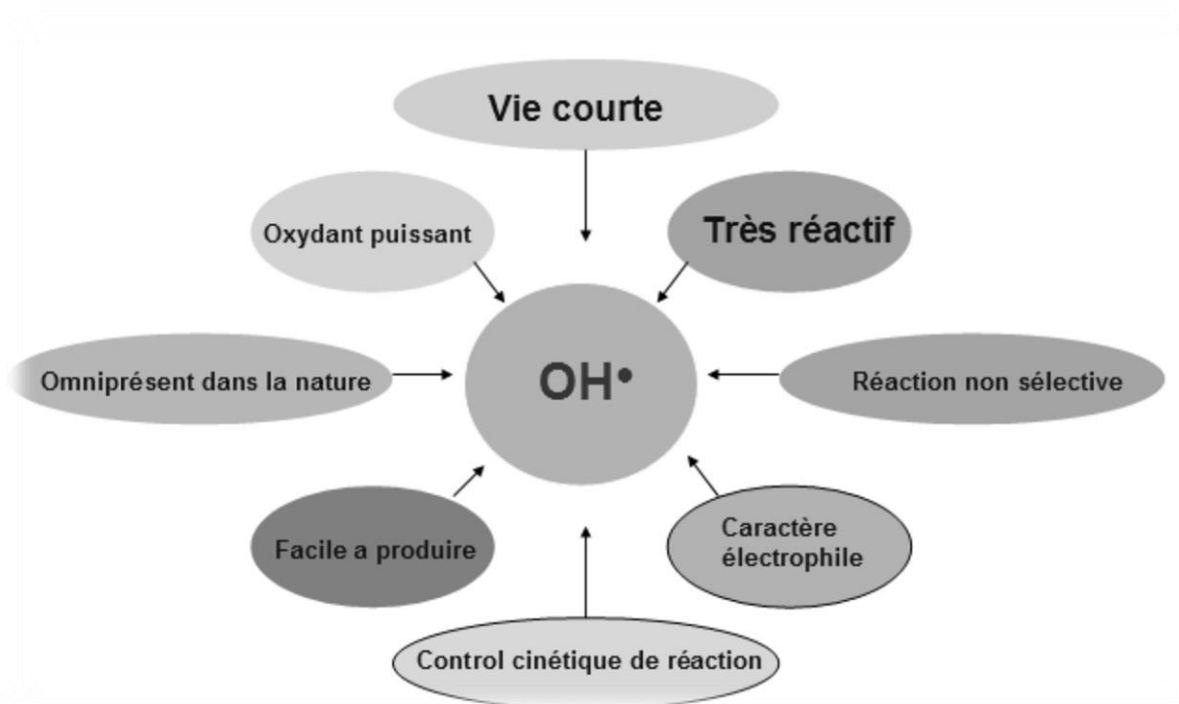 Vie courte
Oxydant puissant
Très réactif
Omniprésent dans la nature
OH•
Réaction non sélective
Facile a produire
Caractère
électrophile
Control cinétique de réaction